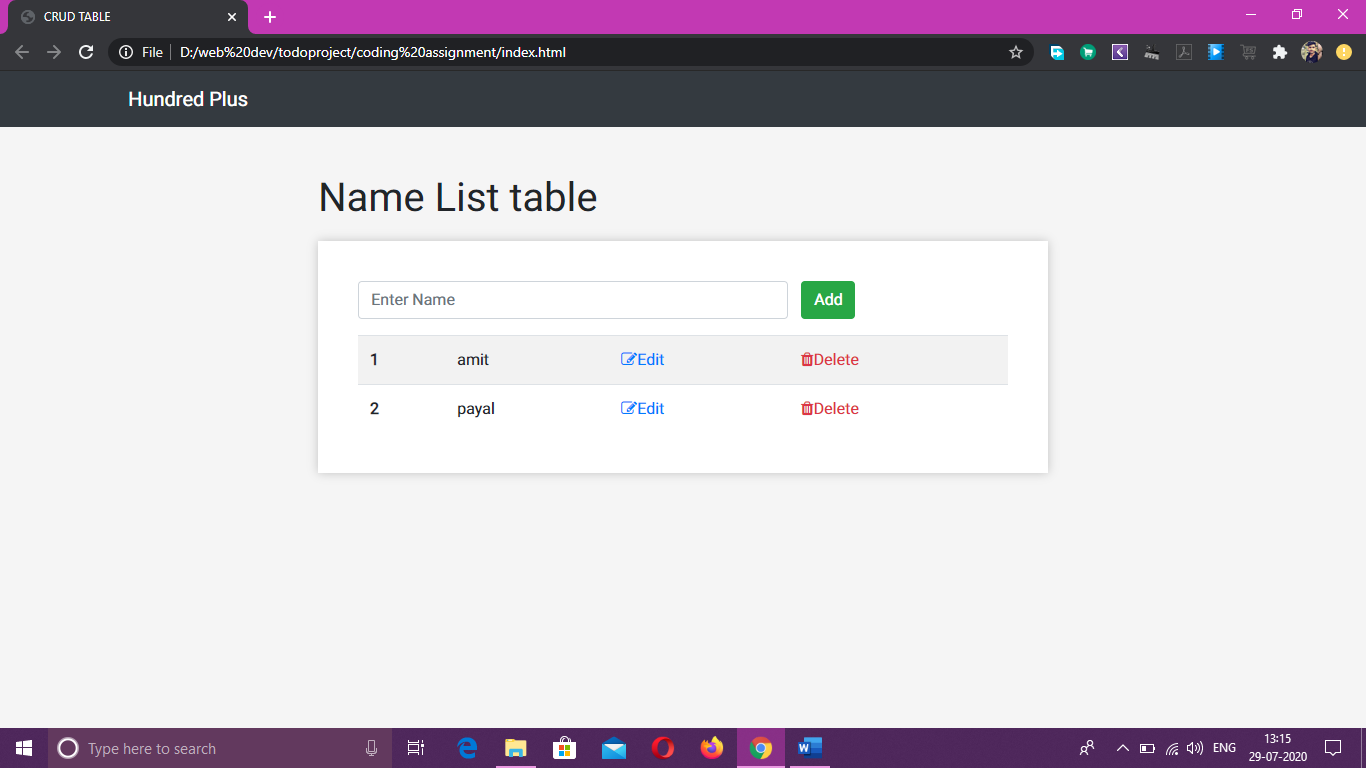 CRUD TABLE
File D:/web%20dev/todoproject/coding%20assignment/index.html
Hundred Plus
Name List table
Enter Name Add
1 amit Edit Delete
2 payal Edit Delete
Type here to search
ENG
13:15
29-07-2020